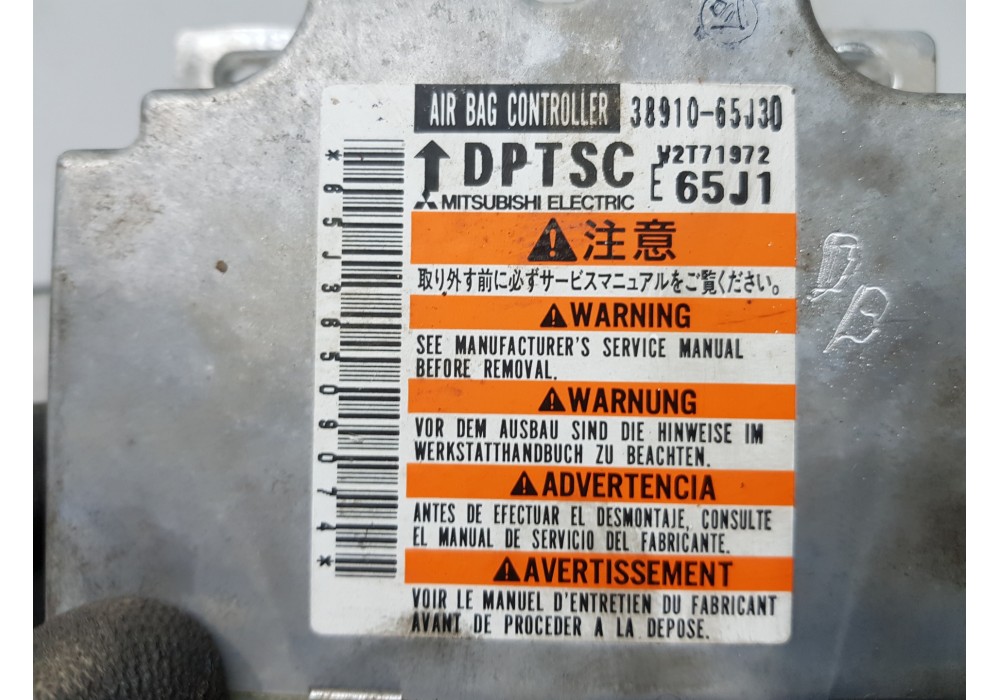 AIR BAG CONTROLLER 38910-65J30
DPTSC W2T71972
E 65J1
MITSUBISHI ELECTRIC
*65J36509074*
注意
取り外す前に必ずサービスマニュアルをご覧ください。
WARNING
SEE MANUFACTURER'S SERVICE MANUAL
BEFORE REMOVAL.
WARNUNG
VOR DEM AUSBAU SIND DIE HINWEISE IM
WERKSTATTHANDBUCH ZU BEACHTEN.
ADVERTENCIA
ANTES DE EFECTUAR EL DESMONTAJE, CONSULTE
EL MANUAL DE SERVICIO DEL FABRICANTE.
AVERTISSEMENT
VOIR LE MANUEL D'ENTRETIEN DU FABRICANT
AVANT DE PROCEDER A LA DEPOSE.